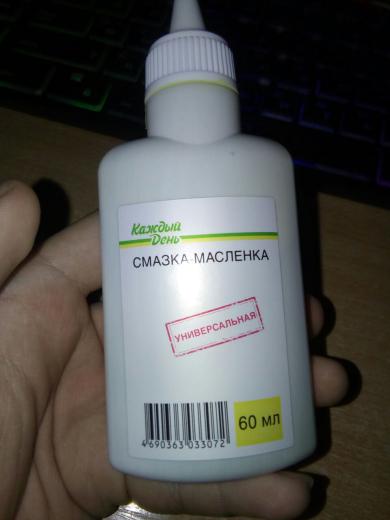 Каждый
День
СМАЗКА-МАСЛЕНКА
УНИВЕРСАЛЬНАЯ
60 мл
4690363033072